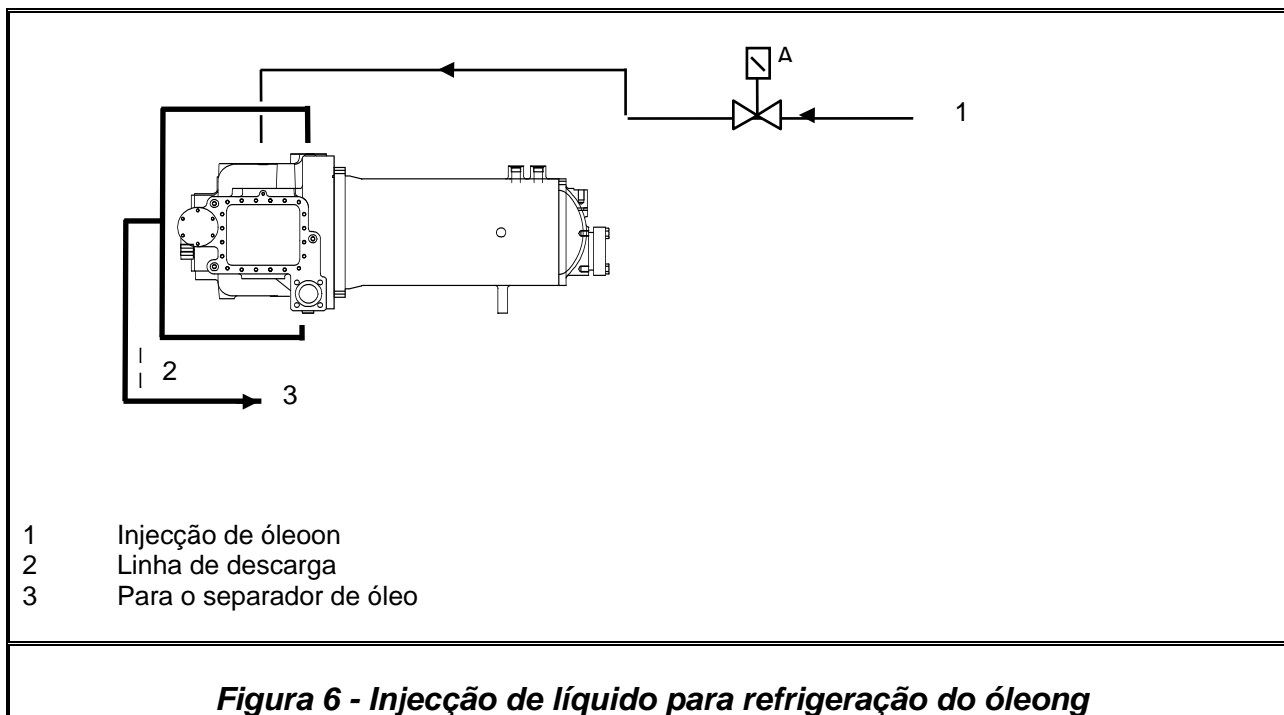 A
1
2
3
1 Injecção de óleoon
2 Linha de descarga
3 Para o separador de óleo
Figura 6 - Injecção de líquido para refrigeração do óleong